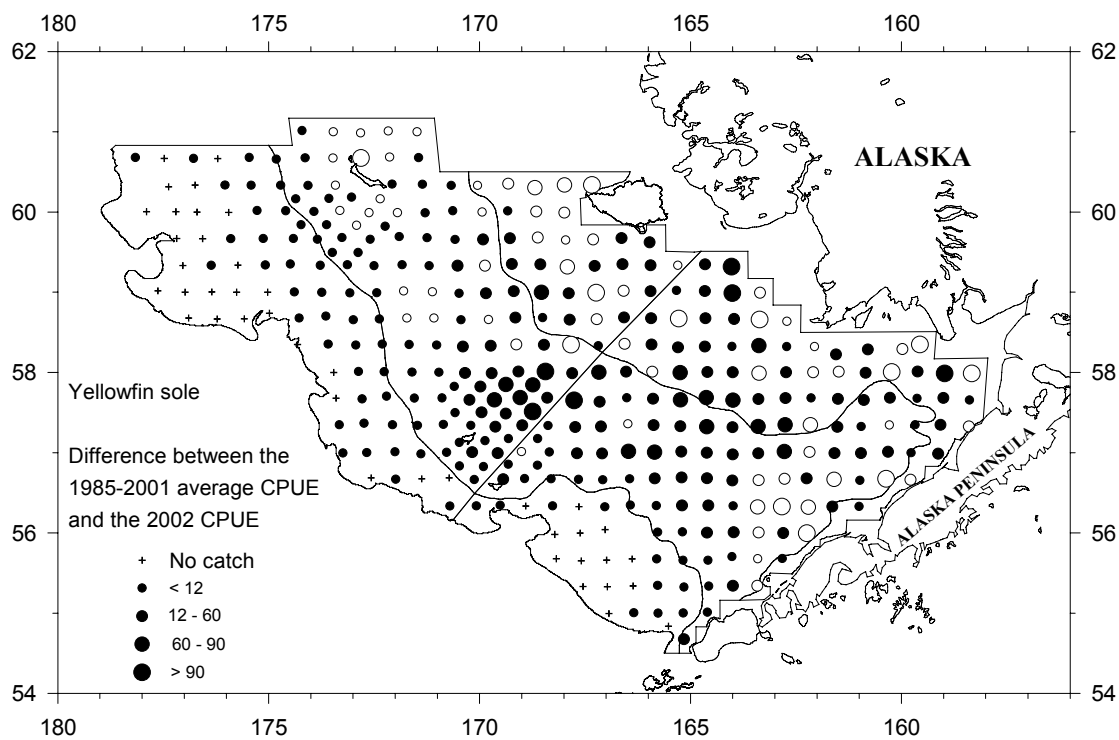 180 175 170 165 160
62 62
ALASKA
60 60
58 58
Yellowfin sole
Difference between the
1985-2001 average CPUE
and the 2002 CPUE
ALASKA PENINSULA
56 56
+ No catch
< 12
12 - 60
60 - 90
> 90
54 54
180 175 170 165 160